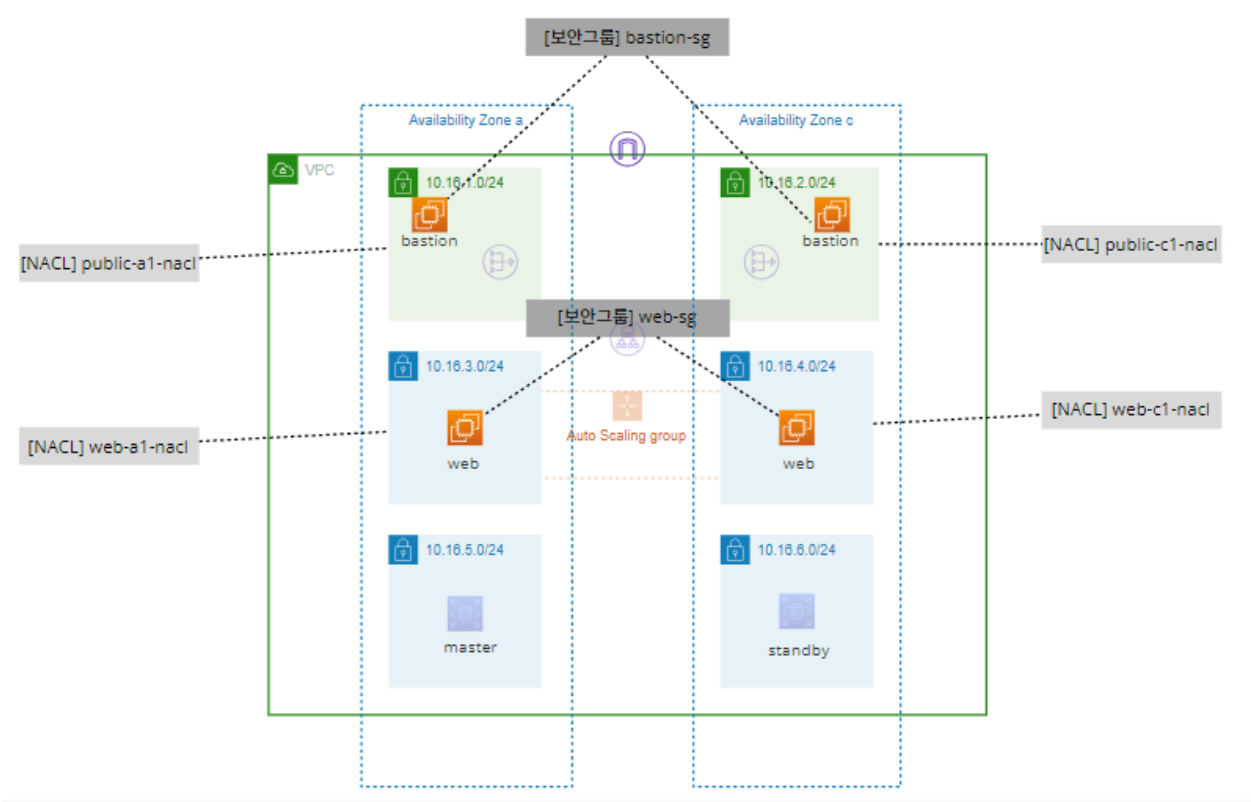 [보안그룹] bastion-sg
Availability Zone a
Availability Zone c
VPC
10.16.1.0/24
10.16.2.0/24
bastion
bastion
[NACL] public-a1-nacl
[NACL] public-c1-nacl
[보안그룹] web-sg
10.16.3.0/24
10.16.4.0/24
[NACL] web-a1-nacl
[NACL] web-c1-nacl
Auto Scaling group
web
web
10.16.5.0/24
10.16.6.0/24
master
standby